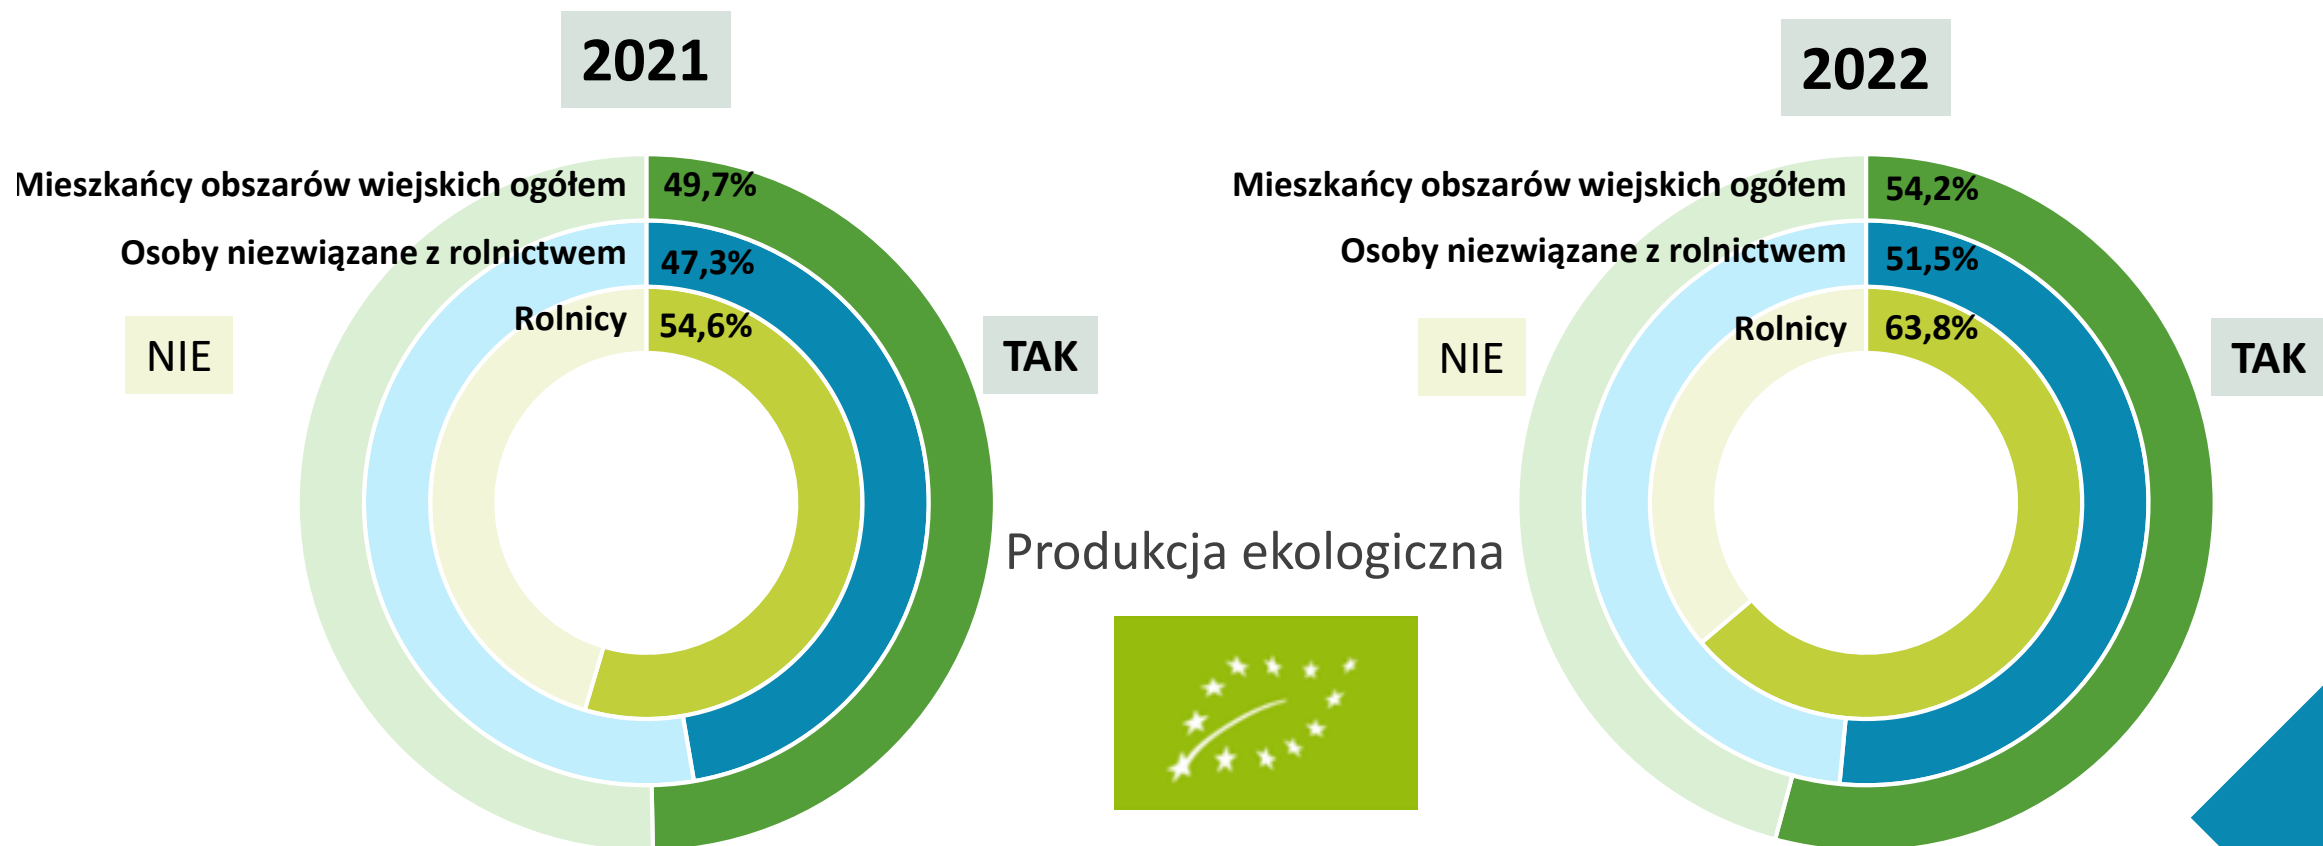 2021
Mieszkańcy obszarów wiejskich ogółem 49,7%
Osoby niezwiązane z rolnictwem 47,3%
Rolnicy 54,6%
NIE
TAK
Produkcja ekologiczna
2022
Mieszkańcy obszarów wiejskich ogółem 54,2%
Osoby niezwiązane z rolnictwem 51,5%
Rolnicy 63,8%
NIE
TAK